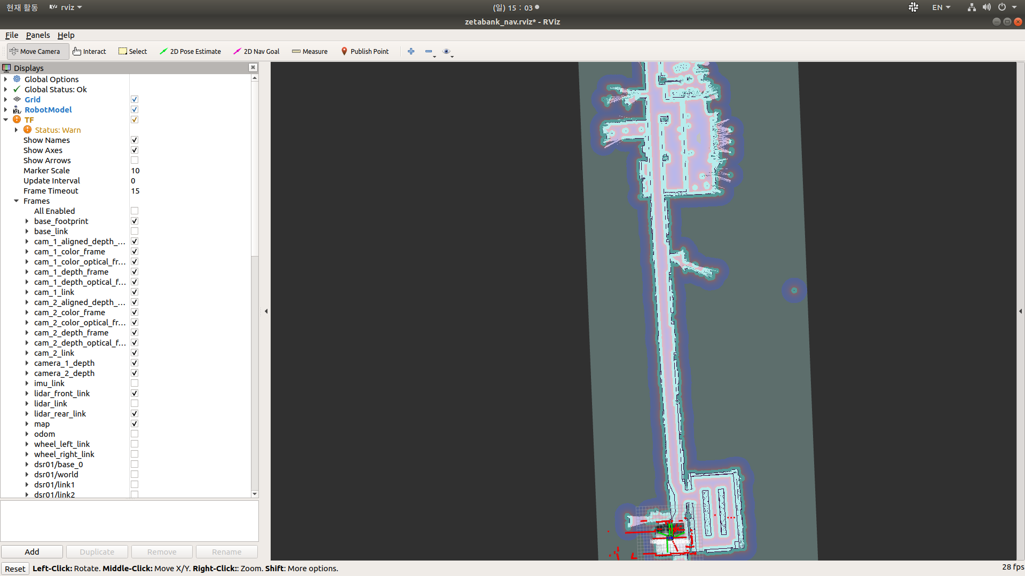 현재 활동 rviz (일) 15 : 03 EN
zetabank_nav.rviz* - RViz
File Panels Help
Move Camera Interact Select 2D Pose Estimate 2D Nav Goal Measure Publish Point
Displays
Global Options
Global Status: Ok
Grid
RobotModel
TF
Status: Warn
Show Names
Show Axes
Show Arrows
Marker Scale 10
Update Interval 0
Frame Timeout 15
Frames
All Enabled
base_footprint
base_link
cam_1_aligned_depth_...
cam_1_color_frame
cam_1_color_optical_fr...
cam_1_depth_frame
cam_1_depth_optical_f...
cam_1_link
cam_2_aligned_depth_...
cam_2_color_frame
cam_2_color_optical_fr...
cam_2_depth_frame
cam_2_depth_optical_f...
cam_2_link
camera_1_depth
camera_2_depth
imu_link
lidar_front_link
lidar_link
lidar_rear_link
map
odom
wheel_left_link
wheel_right_link
dsr01/base_0
dsr01/world
dsr01/link1
dsr01/link2
Add Duplicate Remove Rename
Reset Left-Click: Rotate. Middle-Click: Move X/Y. Right-Click:: Zoom. Shift: More options. 28 fps